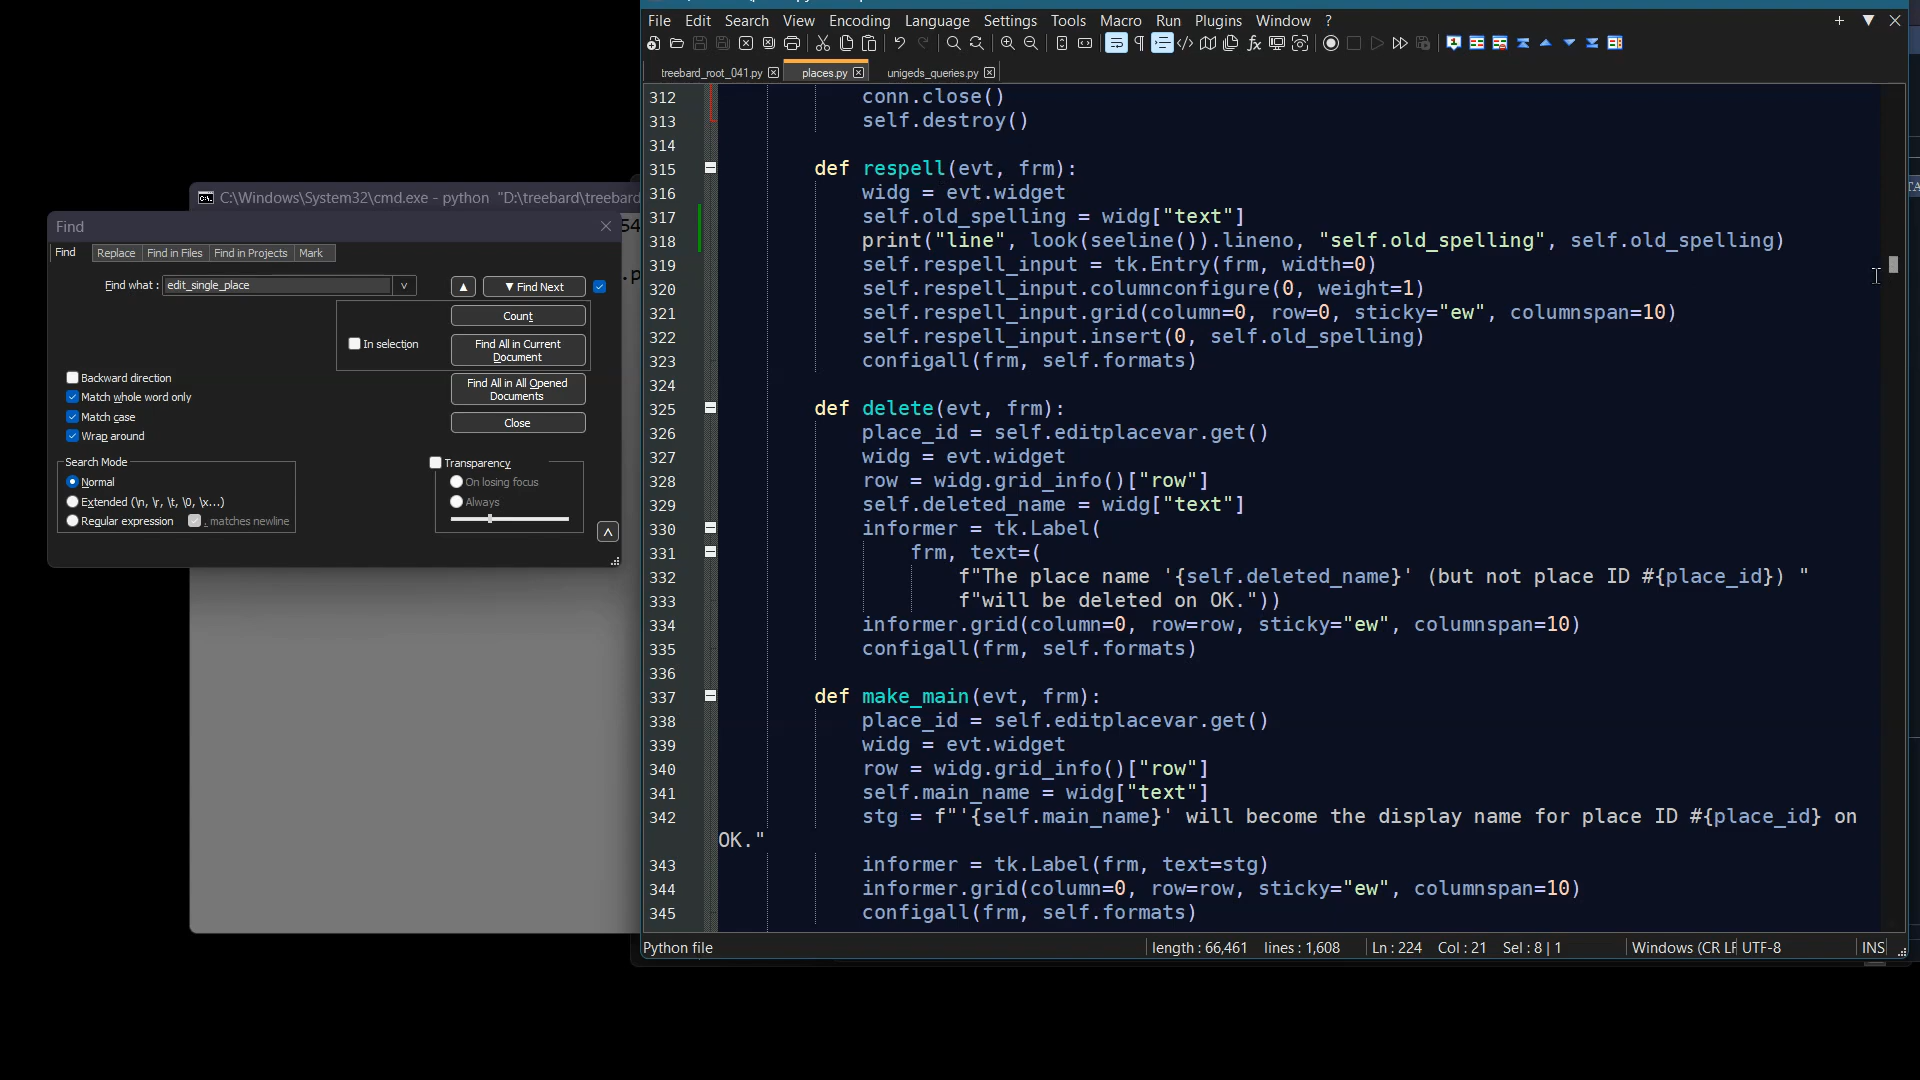 File Edit Search View Encoding Language Settings Tools Macro Run Plugins Window ?
treebard_root_041.py places.py unigeds_queries.py
C:\Windows\System32\cmd.exe - python "D:\treebard\treebard
54
.p
Find
Find Replace Find in Files Find in Projects Mark
Find what : edit_single_place
▲ ▼ Find Next
Count
In selection
Find All in Current Document
Find All in All Opened Documents
Close
Backward direction
Match whole word only
Match case
Wrap around
Search Mode
Normal
Extended (\n, \r, \t, \0, \x...)
Regular expression . matches newline
Transparency
On losing focus
Always
312 conn.close()
313 self.destroy()
314
315 def respell(evt, frm):
316 widg = evt.widget
317 self.old_spelling = widg["text"]
318 print("line", look(seeline()).lineno, "self.old_spelling", self.old_spelling)
319 self.respell_input = tk.Entry(frm, width=0)
320 self.respell_input.columnconfigure(0, weight=1)
321 self.respell_input.grid(column=0, row=0, sticky="ew", columnspan=10)
322 self.respell_input.insert(0, self.old_spelling)
323 configall(frm, self.formats)
324
325 def delete(evt, frm):
326 place_id = self.editplacevar.get()
327 widg = evt.widget
328 row = widg.grid_info()["row"]
329 self.deleted_name = widg["text"]
330 informer = tk.Label(
331 frm, text=(
332 f"The place name '{self.deleted_name}' (but not place ID #{place_id}) "
333 f"will be deleted on OK."))
334 informer.grid(column=0, row=row, sticky="ew", columnspan=10)
335 configall(frm, self.formats)
336
337 def make_main(evt, frm):
338 place_id = self.editplacevar.get()
339 widg = evt.widget
340 row = widg.grid_info()["row"]
341 self.main_name = widg["text"]
342 stg = f"'{self.main_name}' will become the display name for place ID #{place_id} on
OK."
343 informer = tk.Label(frm, text=stg)
344 informer.grid(column=0, row=row, sticky="ew", columnspan=10)
345 configall(frm, self.formats)
Python file length : 66,461 lines : 1,608 Ln : 224 Col : 21 Sel : 8 | 1 Windows (CR LF UTF-8 INS